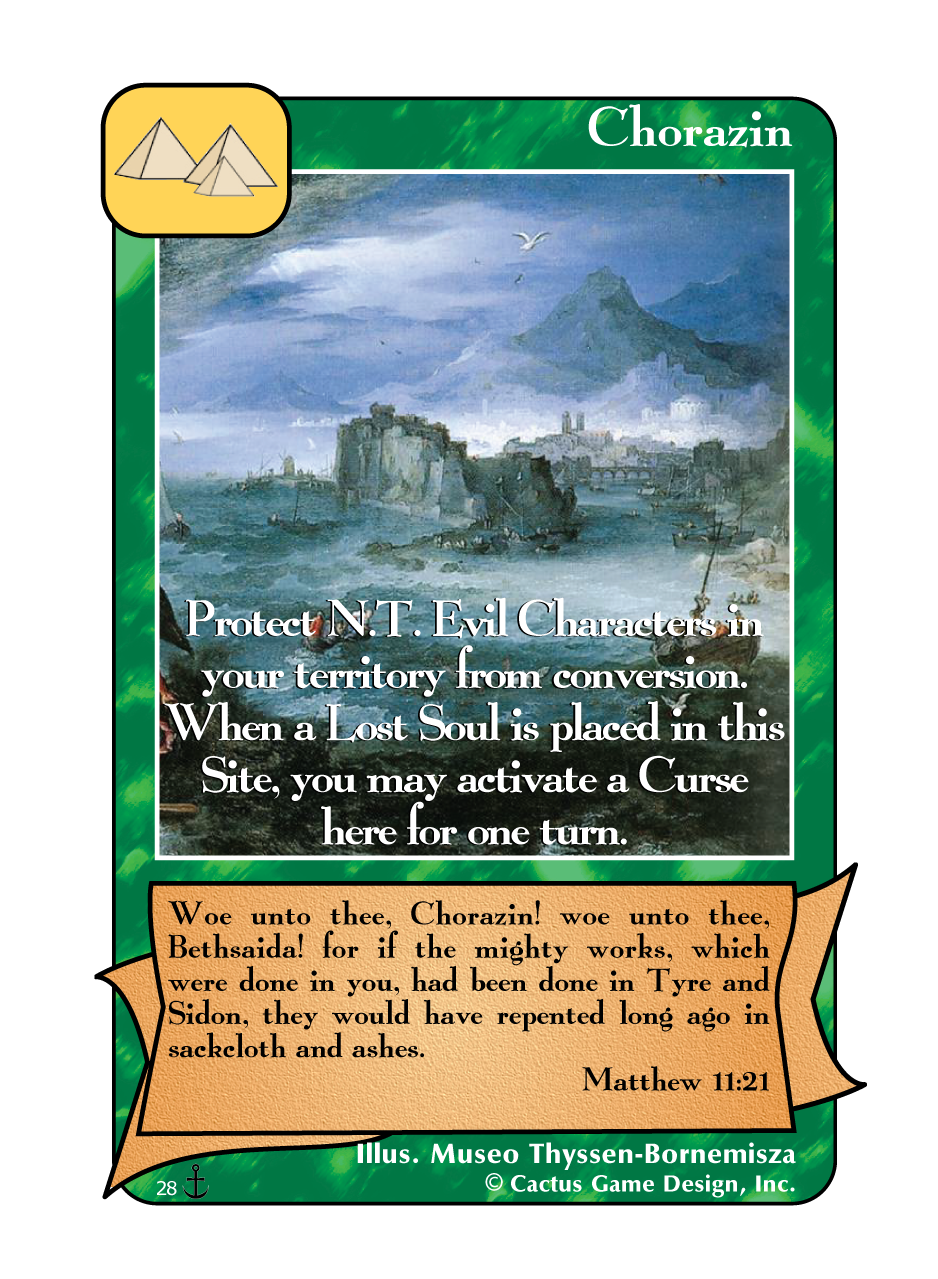 Chorazin
Protect N.T. Evil Characters in
your territory from conversion.
When a Lost Soul is placed in this
Site, you may activate a Curse
here for one turn.
Woe unto thee, Chorazin! woe unto thee,
Bethsaida! for if the mighty works, which
were done in you, had been done in Tyre and
Sidon, they would have repented long ago in
sackcloth and ashes.
Matthew 11:21
Illus. Museo Thyssen-Bornemisza
28
© Cactus Game Design, Inc.